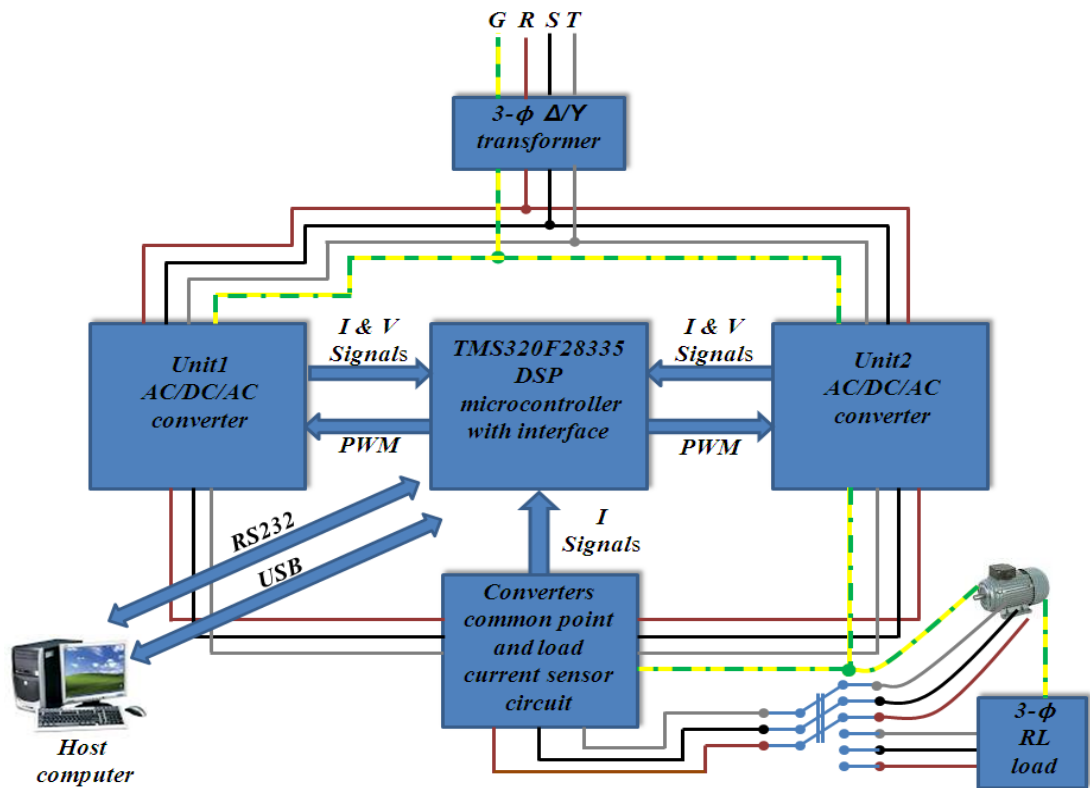 G R S T
3-ϕ Δ/Y
transformer
I & V
Signals
I & V
Signals
Unit1
AC/DC/AC
converter
TMS320F28335
DSP
microcontroller
with interface
Unit2
AC/DC/AC
converter
PWM
PWM
RS232
USB
I
Signals
Converters
common point
and load
current sensor
circuit
3-ϕ
RL
load
Host
computer